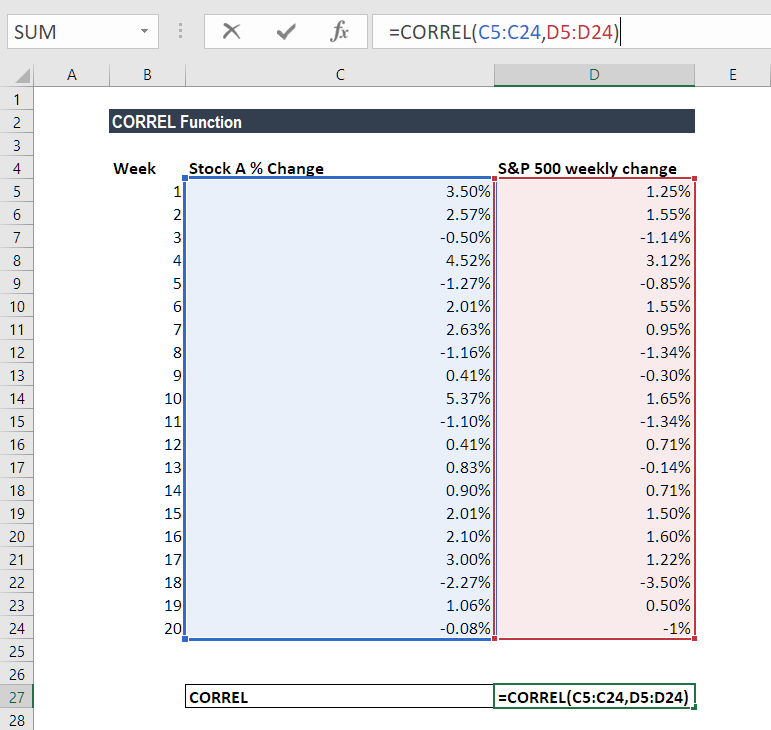 SUM fx =CORREL(C5:C24,D5:D24)
A B C D E
1
2 CORREL Function
3
4 Week Stock A % Change S&P 500 weekly change
5 1 3.50% 1.25%
6 2 2.57% 1.55%
7 3 -0.50% -1.14%
8 4 4.52% 3.12%
9 5 -1.27% -0.85%
10 6 2.01% 1.55%
11 7 2.63% 0.95%
12 8 -1.16% -1.34%
13 9 0.41% -0.30%
14 10 5.37% 1.65%
15 11 -1.10% -1.34%
16 12 0.41% 0.71%
17 13 0.83% -0.14%
18 14 0.90% 0.71%
19 15 2.01% 1.50%
20 16 2.10% 1.60%
21 17 3.00% 1.22%
22 18 -2.27% -3.50%
23 19 1.06% 0.50%
24 20 -0.08% -1%
25
26
27 CORREL =CORREL(C5:C24,D5:D24)
28